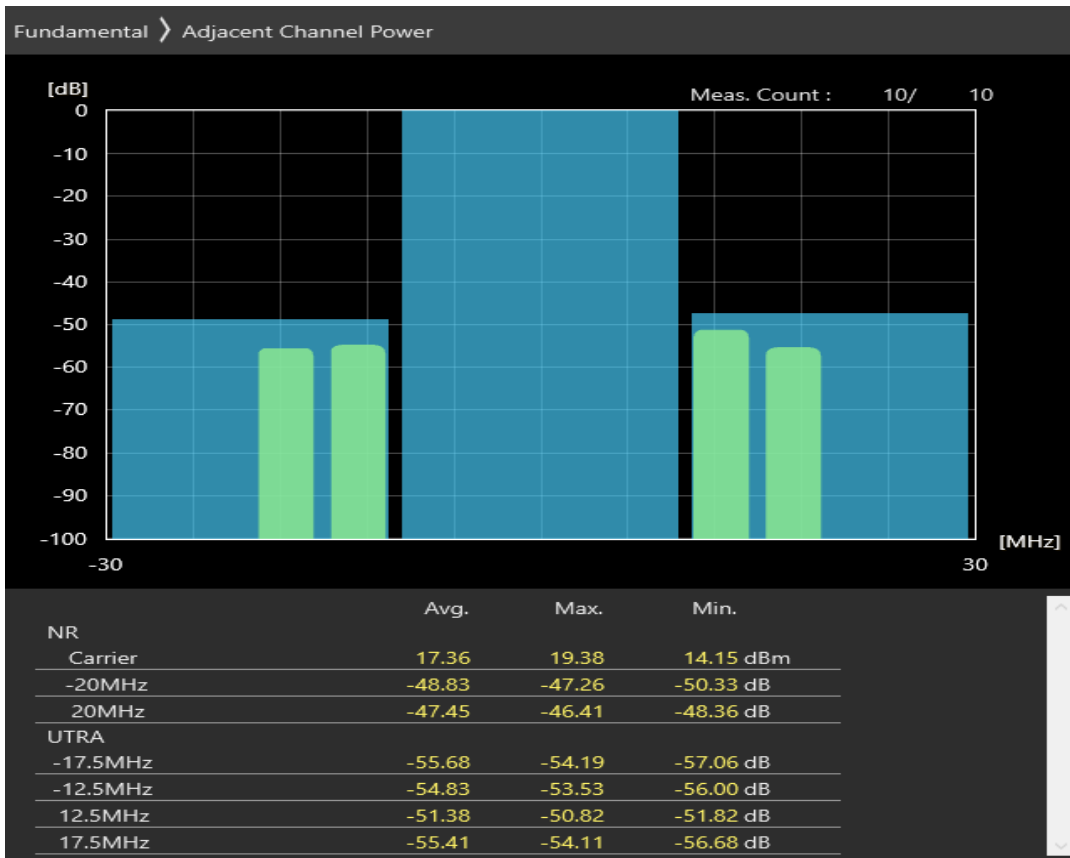 Fundamental ❯ Adjacent Channel Power
[dB]
Meas. Count : 10/ 10
0
-10
-20
-30
-40
-50
-60
-70
-80
-90
-100
[MHz]
-30 30
Avg. Max. Min.
NR
Carrier 17.36 19.38 14.15 dBm
-20MHz -48.83 -47.26 -50.33 dB
20MHz -47.45 -46.41 -48.36 dB
UTRA
-17.5MHz -55.68 -54.19 -57.06 dB
-12.5MHz -54.83 -53.53 -56.00 dB
12.5MHz -51.38 -50.82 -51.82 dB
17.5MHz -55.41 -54.11 -56.68 dB